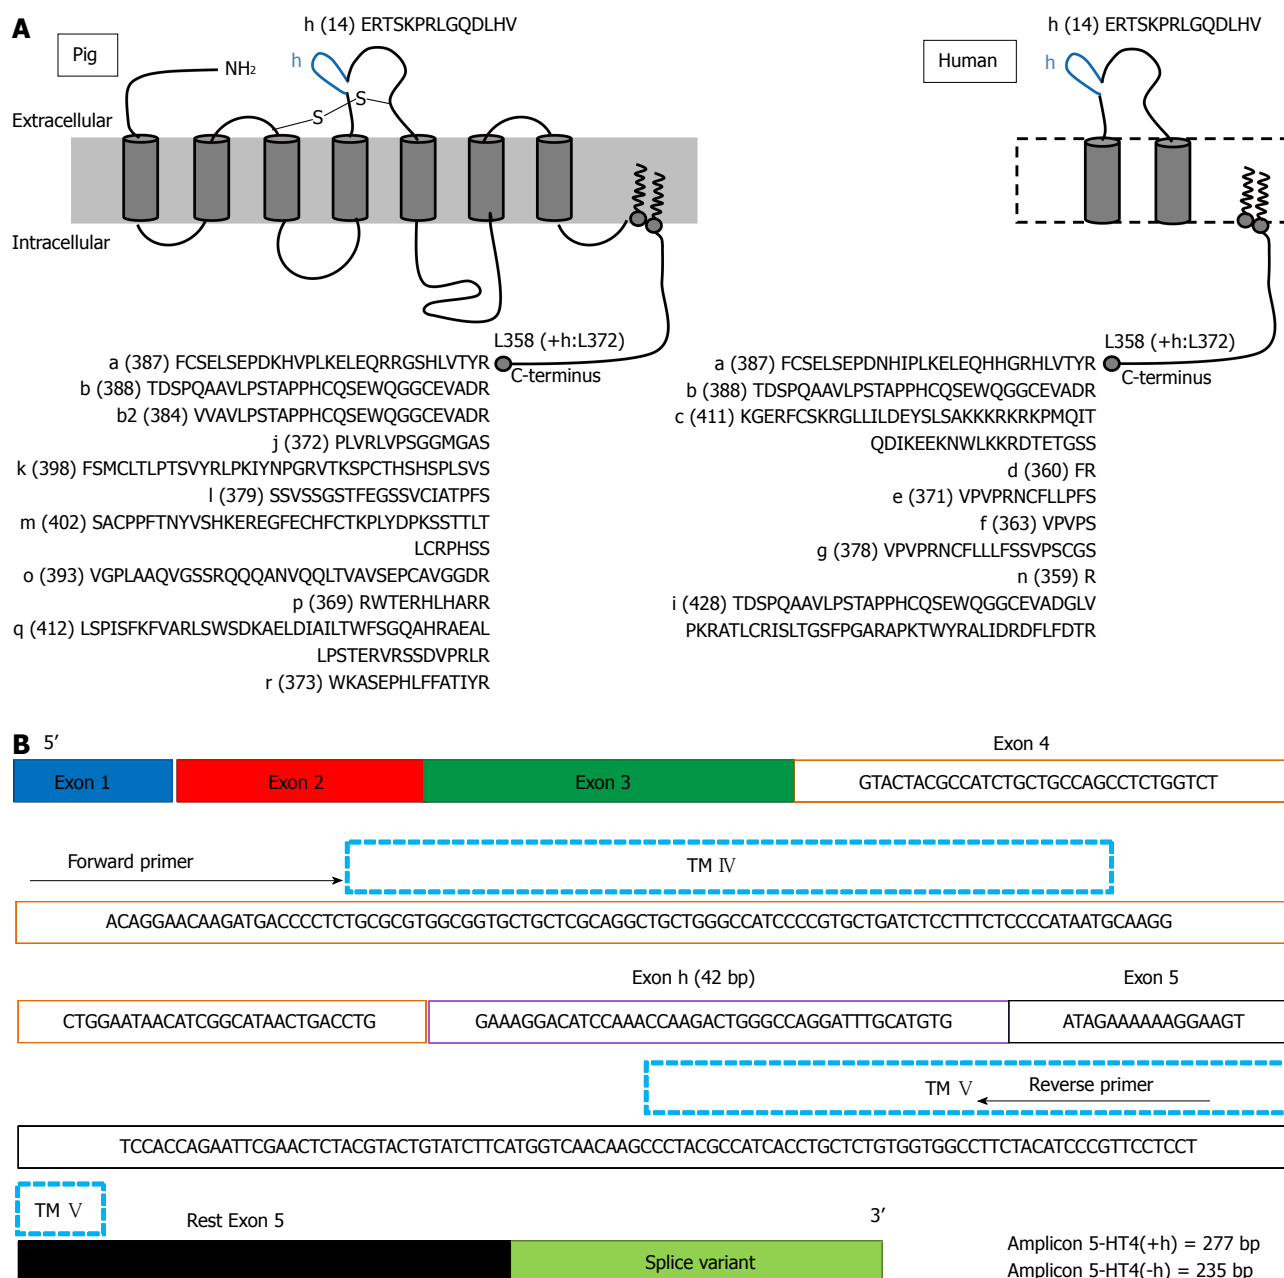 A
Pig
h (14) ERTSKPRLGQDLHV
h
NH2
S
S
Extracellular
Intracellular
L358 (+h:L372)
C-terminus
a (387) FCSELSEPDKHVPLKELEQRRGSHLVTYR
b (388) TDSPQAAVLPSTAPPHCQSEWQGGCEVADR
b2 (384) VVAVLPSTAPPHCQSEWQGGCEVADR
j (372) PLVRLVPSGGMGAS
k (398) FSMCLTLPTSVYRLPKIYNPGRVTKSPCTHSHSPLSVS
l (379) SSVSSGSTFEGSSVCIATPFS
m (402) SACPPFTNYVSHKEREGFECHFCTKPLYDPKSSTTLT
LCRPHSS
o (393) VGPLAAQVGSSRQQQANVQQLTVAVSEPCAVGGDR
p (369) RWTERHLHARR
q (412) LSPISFKFVARLSWSDKAELDIAILTWFSGQAHRAEAL
LPSTERVRSSDVPRLR
r (373) WKASEPHLFFATIYR
h (14) ERTSKPRLGQDLHV
Human
h
L358 (+h:L372)
C-terminus
a (387) FCSELSEPDNHIPLKELEQHHGRHLVTYR
b (388) TDSPQAAVLPSTAPPHCQSEWQGGCEVADR
c (411) KGERFCSKRGLLILDEYSLSAKKKRKRKPMQIT
QDIKEEKNWLKKRDTETGSS
d (360) FR
e (371) VPVPRNCFLLPFS
f (363) VPVPS
g (378) VPVPRNCFLLLFSSVPSCGS
n (359) R
i (428) TDSPQAAVLPSTAPPHCQSEWQGGCEVADGLV
PKRATLCRISLTGSFPGARAPKTWYRALIDRDFLFDTR
B
5′
Exon 4
Exon 1
Exon 2
Exon 3
GTACTACGCCATCTGCTGCCAGCCTCTGGTCT
Forward primer
TM Ⅳ
ACAGGAACAAGATGACCCCTCTGCGCGTGGCGGTGCTGCTCGCAGGCTGCTGGGCCATCCCCGTGCTGATCTCCTTTCTCCCCATAATGCAAGG
Exon h (42 bp)
Exon 5
CTGGAATAACATCGGCATAACTGACCTG
GAAAGGACATCCAAACCAAGACTGGGCCAGGATTTGCATGTG
ATAGAAAAAAGGAAGT
TM Ⅴ
Reverse primer
TCCACCAGAATTCGAACTCTACGTACTGTATCTTCATGGTCAACAAGCCCTACGCCATCACCTGCTCTGTGGTGGCCTTCTACATCCCGTTCCTCCT
TM Ⅴ
Rest Exon 5
3′
Splice variant
Amplicon 5-HT4(+h) = 277 bp
Amplicon 5-HT4(-h) = 235 bp